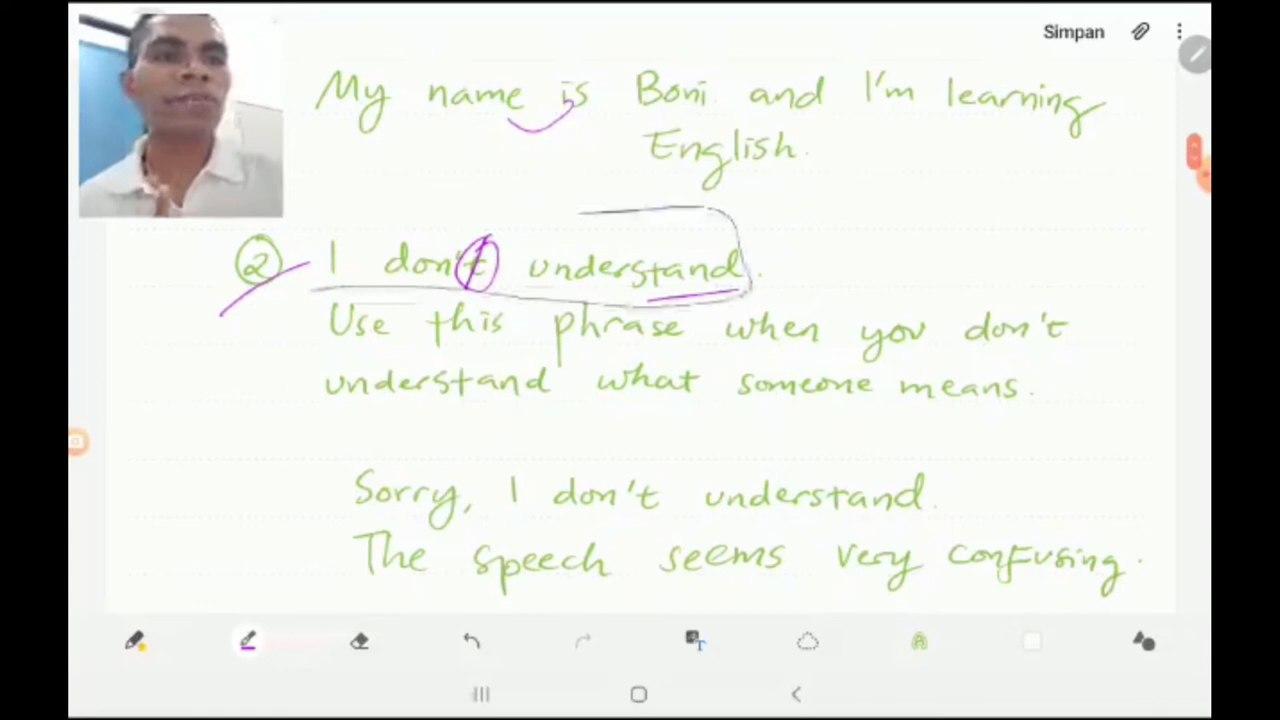 Simpan
My name is Boni and I'm learning
English.
② I don't understand.
Use this phrase when you don't
understand what someone means.
Sorry, I don't understand.
The speech seems very confusing.